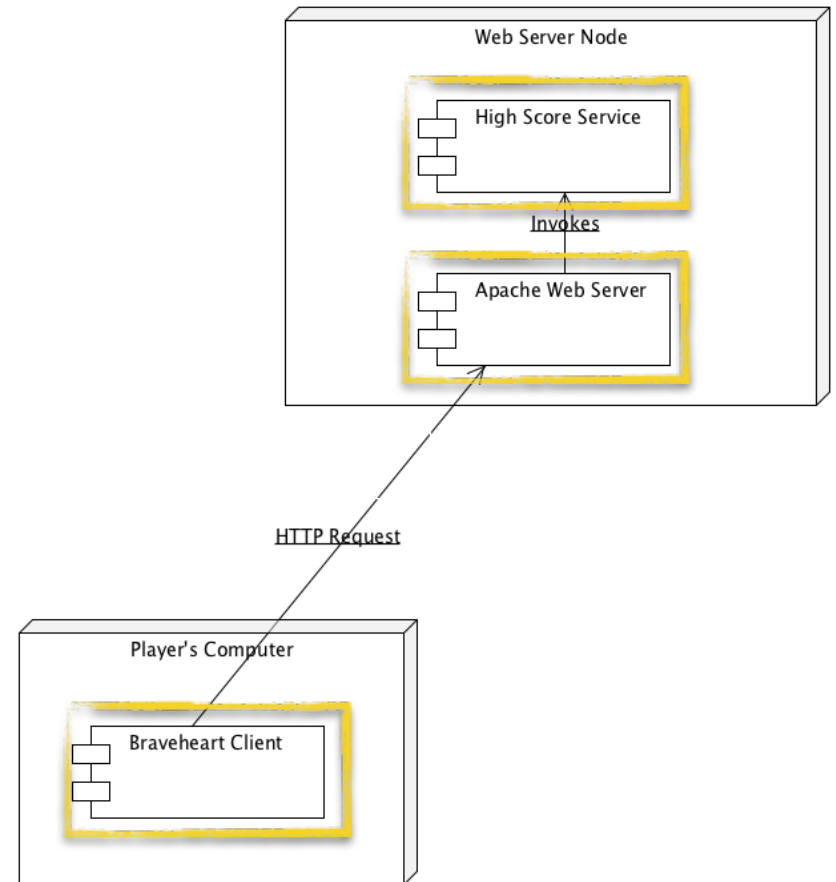 Web Server Node
High Score Service
Invokes
Apache Web Server
HTTP Request
Player's Computer
Braveheart Client